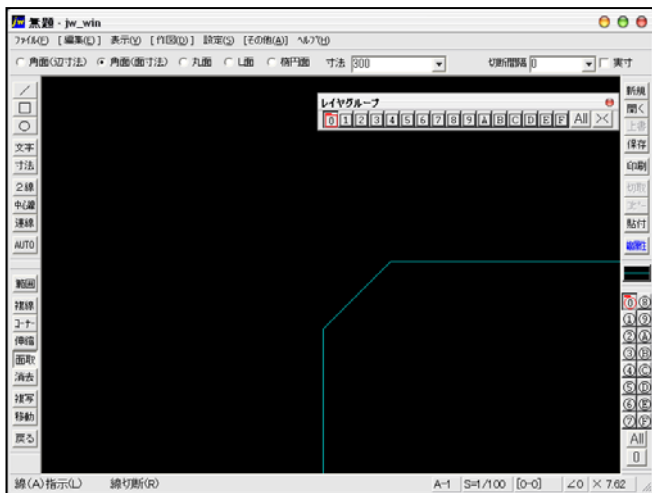 無題 - jw_win
ファイル(F) [編集(E)] 表示(V) [作図(D)] 設定(S) [その他(A)] ヘルプ(H)
角面(辺寸法) 角面(面寸法) 丸面 L面 楕円面 寸法 300 切断間隔 0 実寸
レイヤグループ
0 1 2 3 4 5 6 7 8 9 A B C D E F All
文字
寸法
2線
中心線
連線
AUTO
範囲
複線
コーナー
伸縮
面取
消去
複写
移動
戻る
新規
開く
上書
保存
印刷
切取
コピー
貼付
線属性
0 8
1 9
2 A
3 B
4 C
5 D
6 E
7 F
All
0
線(A)指示(L) 線切断(R) A-1 S=1/100 [0-0] ∠0 × 7.62